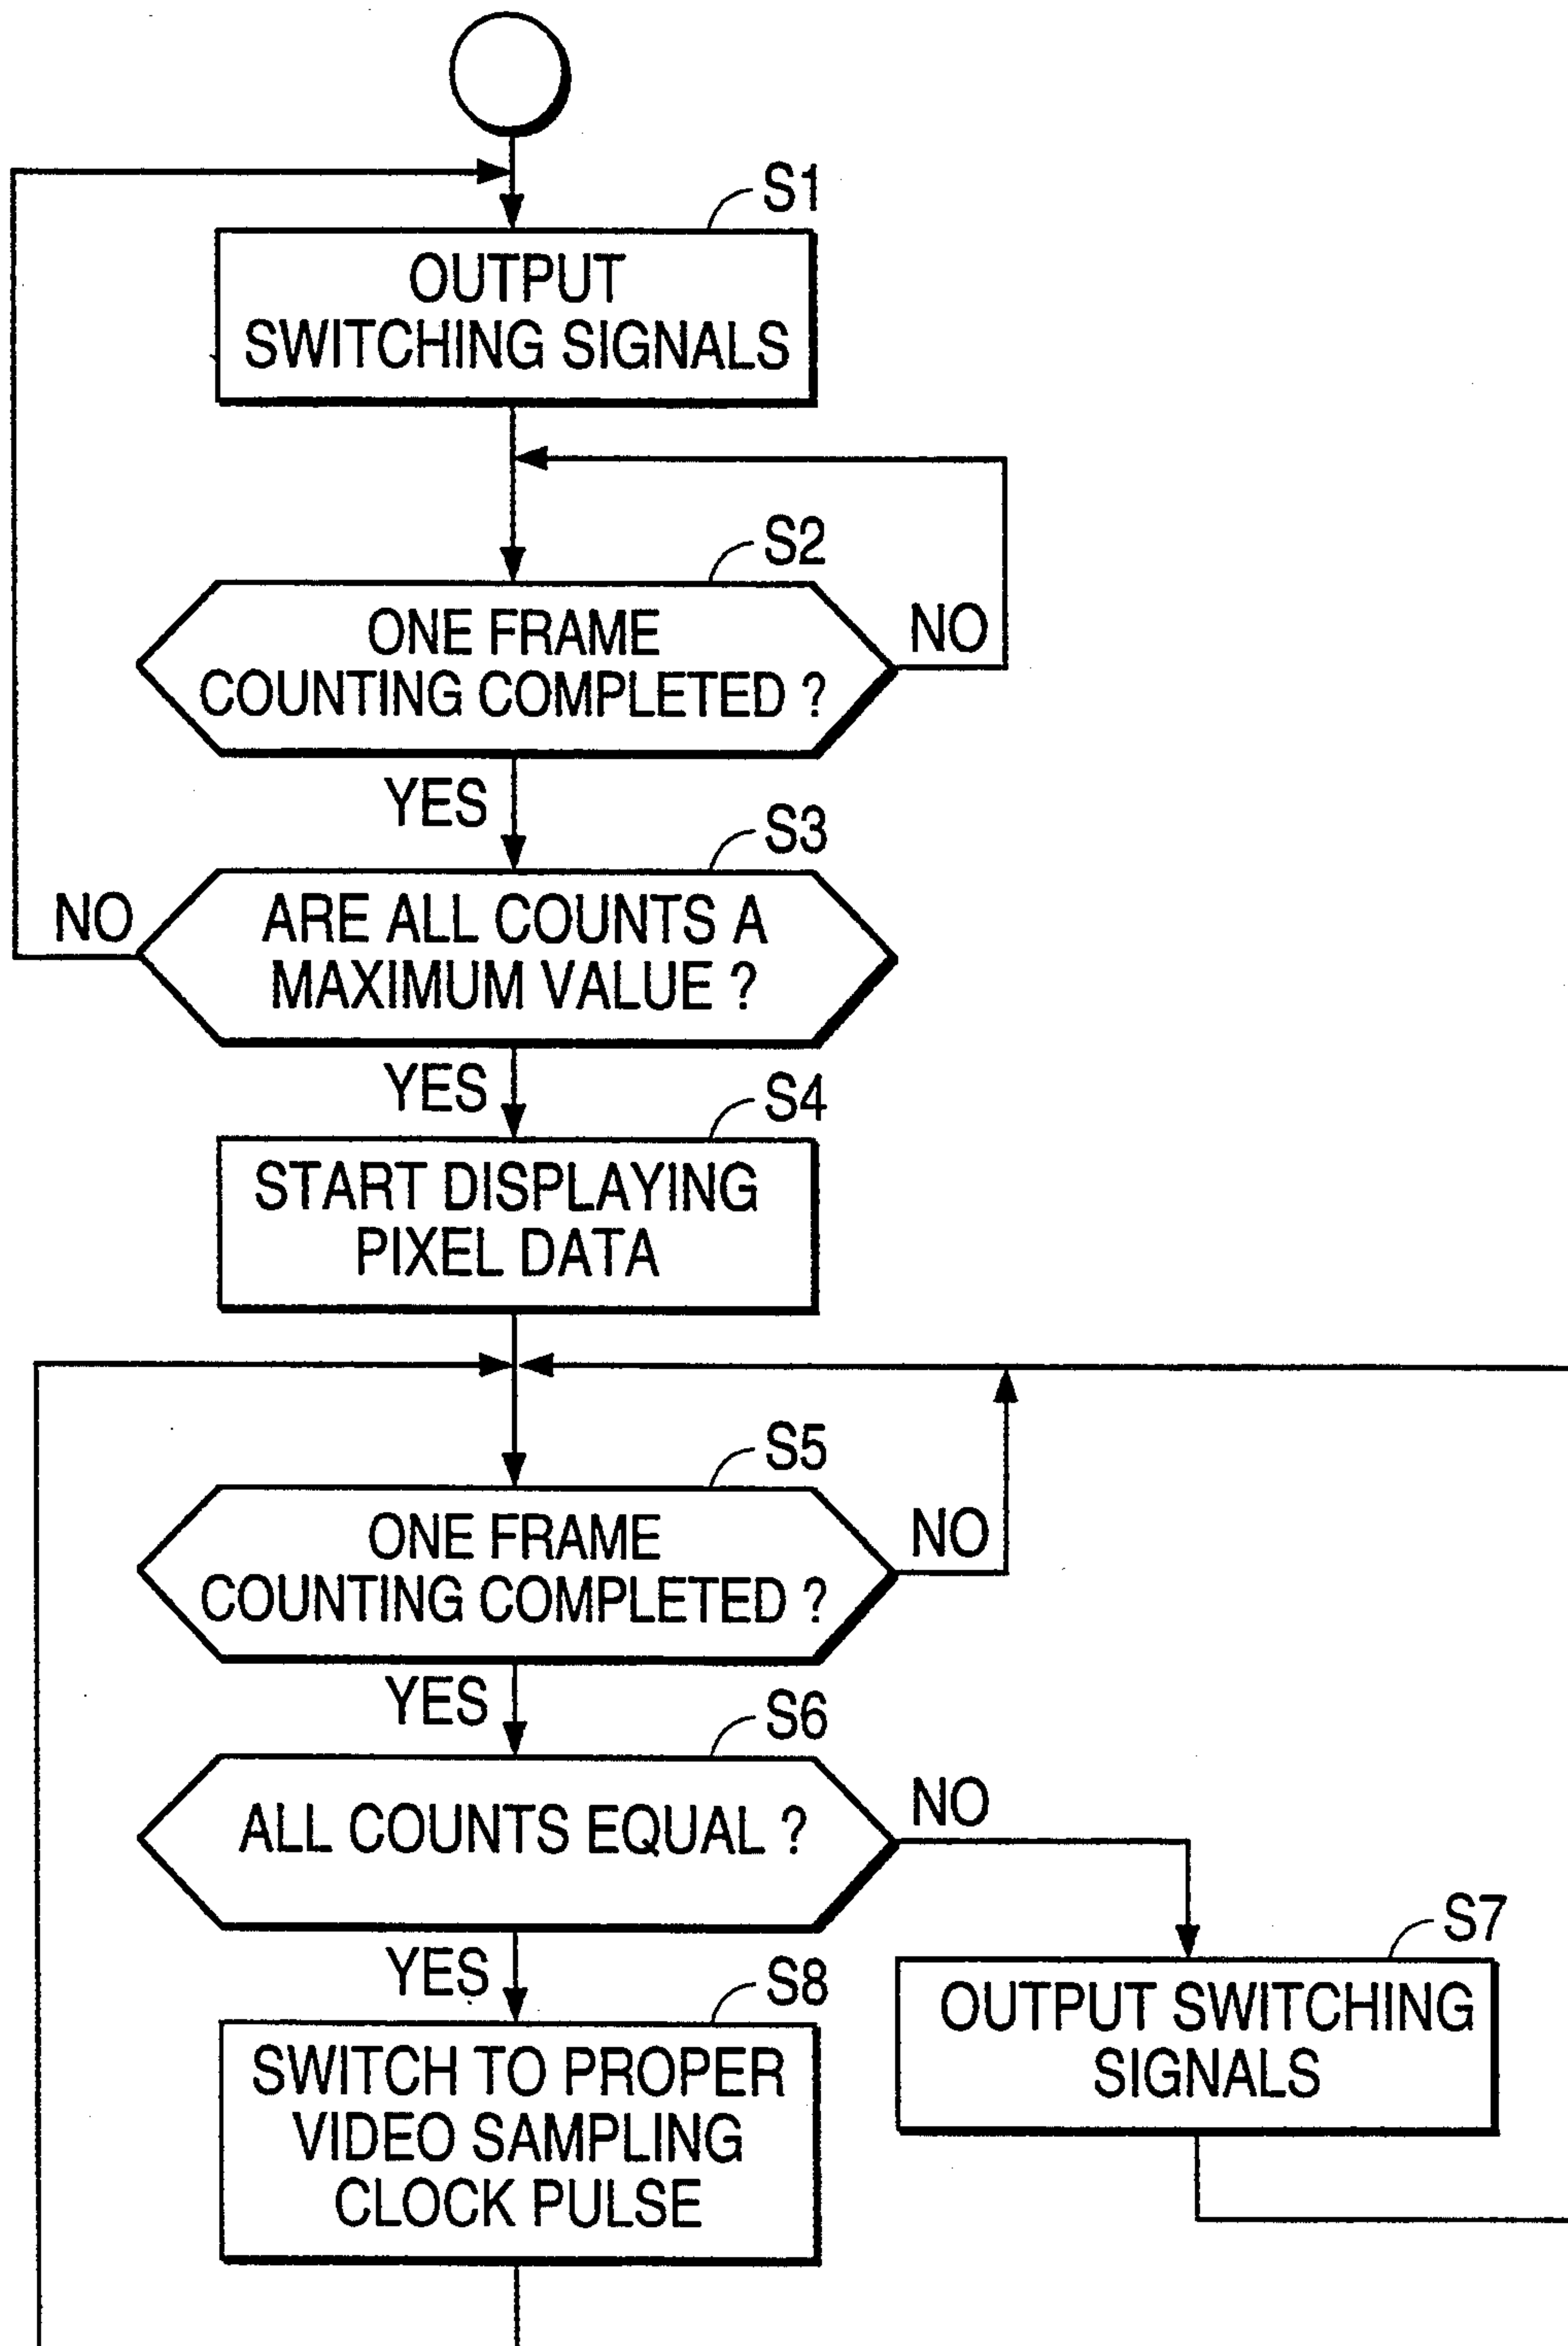 S1
OUTPUT
SWITCHING SIGNALS
S2
ONE FRAME
COUNTING COMPLETED ?
NO
YES
S3
ARE ALL COUNTS A
MAXIMUM VALUE ?
NO
YES
S4
START DISPLAYING
PIXEL DATA
S5
ONE FRAME
COUNTING COMPLETED ?
NO
YES
S6
ALL COUNTS EQUAL ?
NO
YES
S7
OUTPUT SWITCHING
SIGNALS
S8
SWITCH TO PROPER
VIDEO SAMPLING
CLOCK PULSE